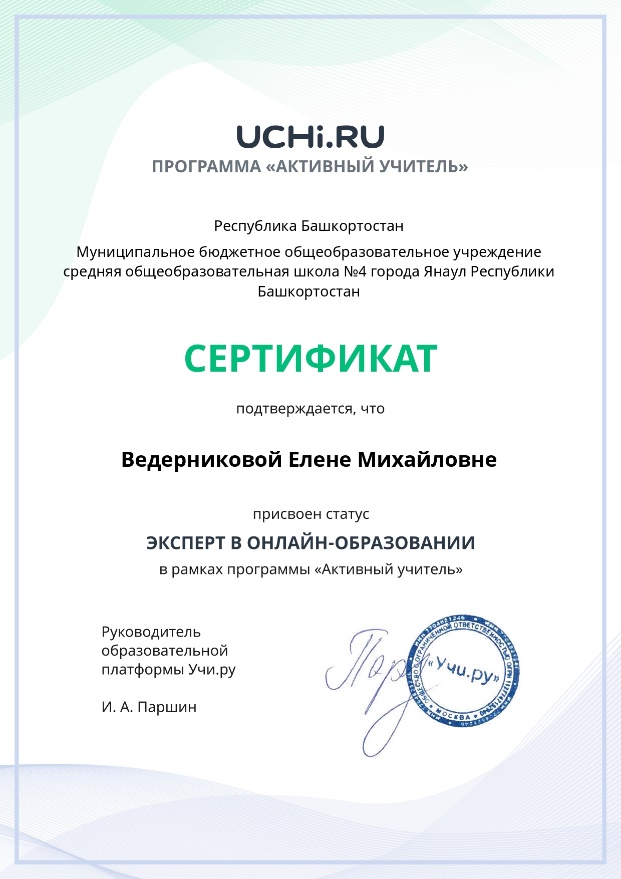 UCHi.RU
ПРОГРАММА «АКТИВНЫЙ УЧИТЕЛЬ»
Республика Башкортостан
Муниципальное бюджетное общеобразовательное учреждение
средняя общеобразовательная школа №4 города Янаул Республики
Башкортостан
СЕРТИФИКАТ
подтверждается, что
Ведерниковой Елене Михайловне
присвоен статус
ЭКСПЕРТ В ОНЛАЙН-ОБРАЗОВАНИИ
в рамках программы «Активный учитель»
Руководитель
образовательной
платформы Учи.ру
И. А. Паршин
«Учи.ру»
МОСКВА